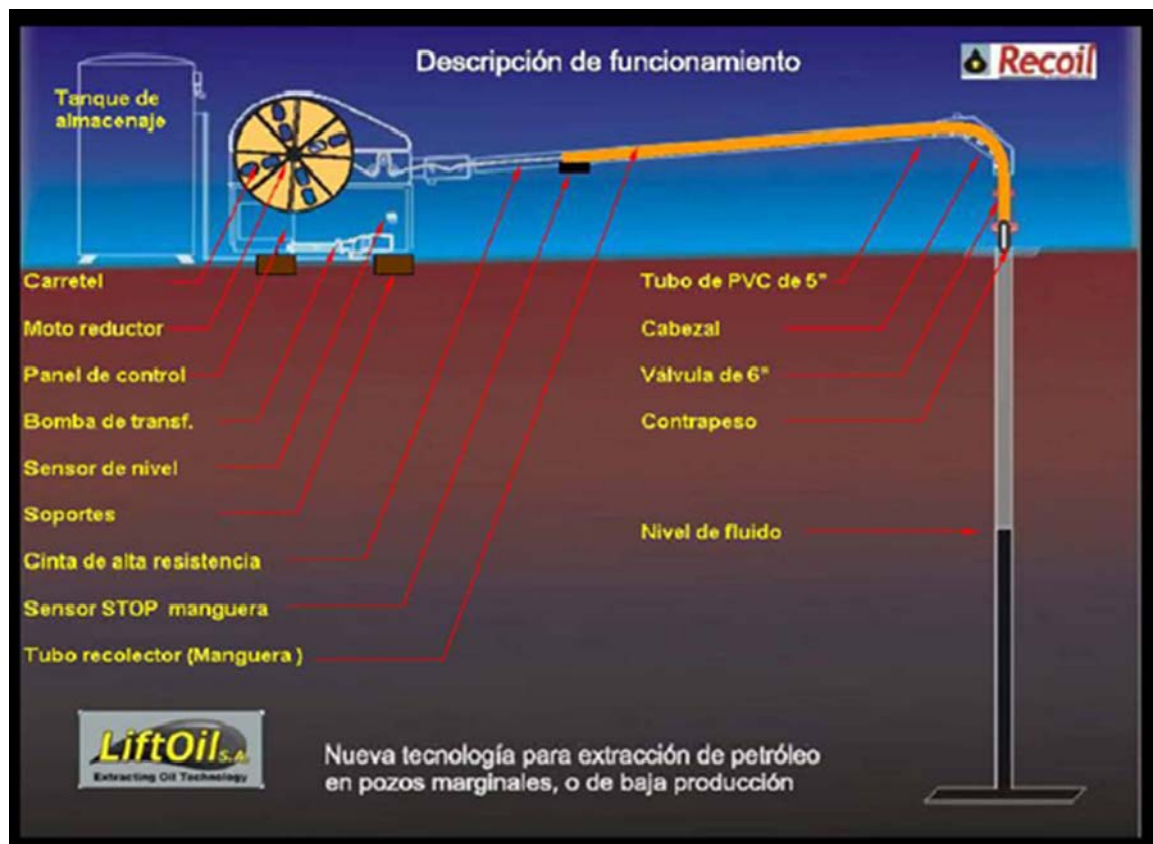 Descripción de funcionamiento
Recoil
Tanque de
almacenaje
Carretel
Moto reductor
Panel de control
Bomba de transf.
Sensor de nivel
Soportes
Cinta de alta resistencia
Sensor STOP manguera
Tubo recolector (Manguera )
Tubo de PVC de 5"
Cabezal
Válvula de 6"
Contrapeso
Nivel de fluido
LiftOil S.A.
Extracting Oil Technology
Nueva tecnología para extracción de petróleo
en pozos marginales, o de baja producción